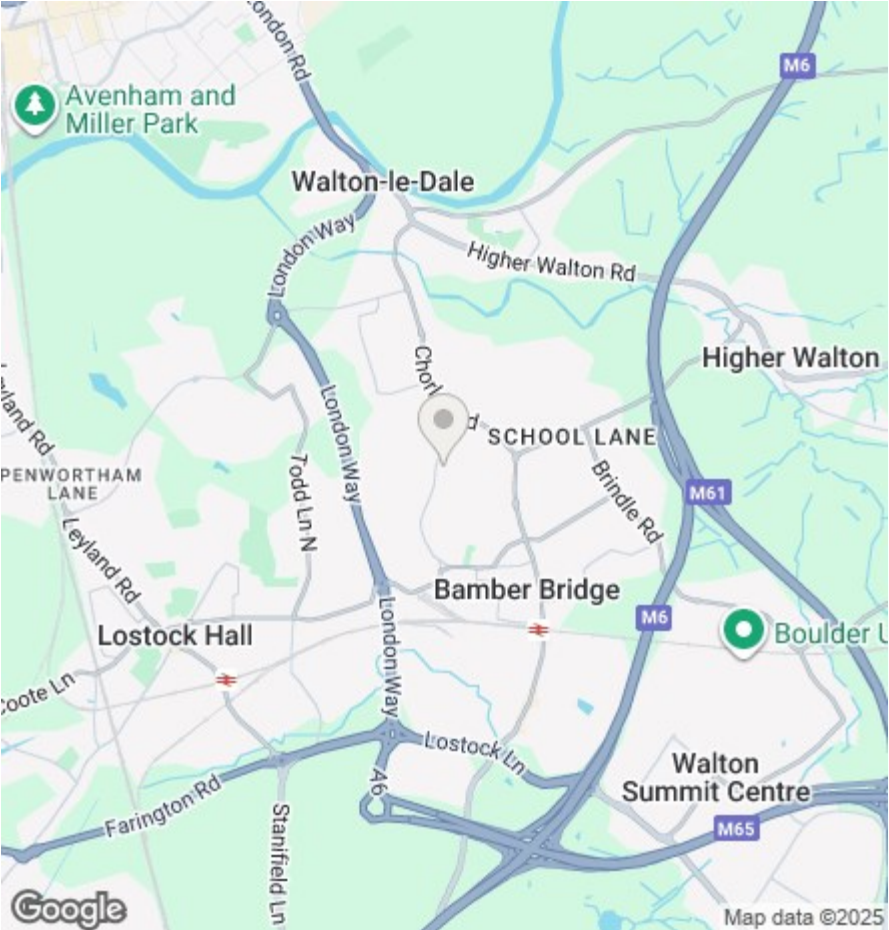 London Rd
M6
Avenham and
Miller Park
Walton-le-Dale
London Way
Higher Walton Rd
Higher Walton
London Way
SCHOOL LANE
Leyland Rd
PENWORTHAM
LANE
Todd Ln N
Brindle Rd
M61
Leyland Rd
Bamber Bridge
M6
London Way
Lostock Hall
Boulder U
Coote Ln
Lostock Ln
Walton
Summit Centre
A6
Farington Rd
Stanifield Ln
M65
Google
Map data ©2025